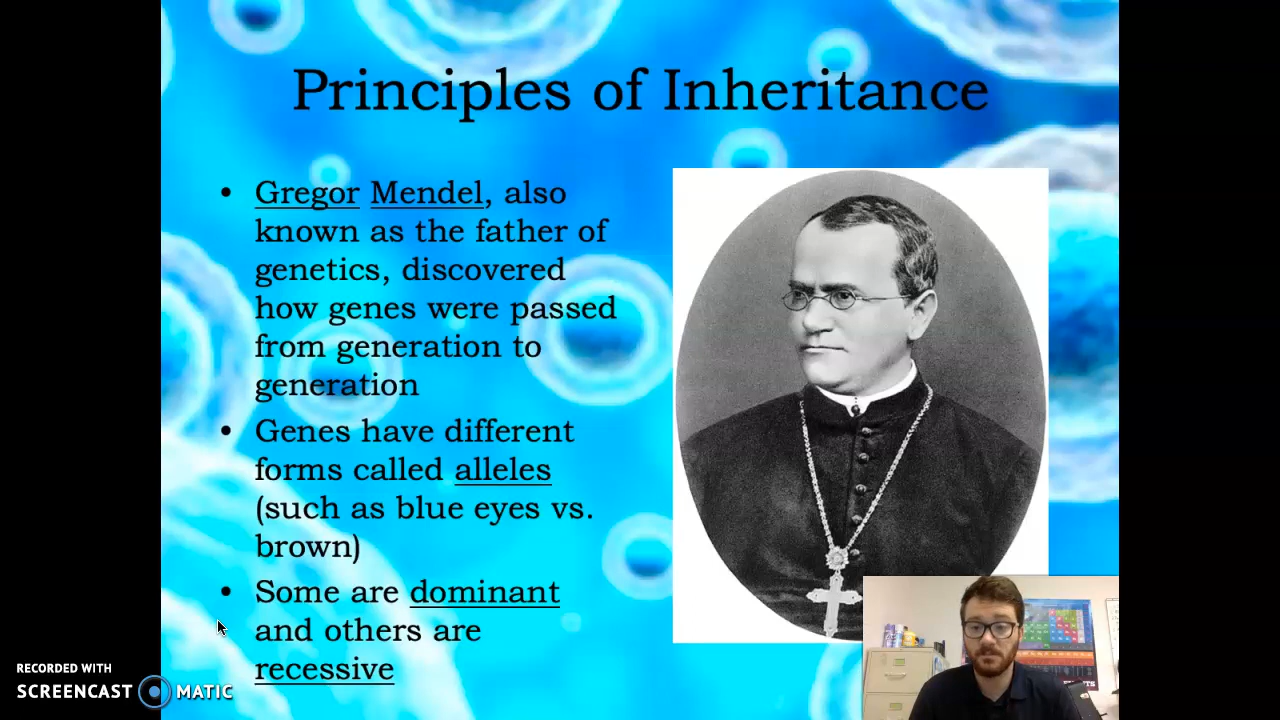 Principles of Inheritance
• Gregor Mendel, also
known as the father of
genetics, discovered
how genes were passed
from generation to
generation
• Genes have different
forms called alleles
(such as blue eyes vs.
brown)
• Some are dominant
and others are
recessive
RECORDED WITH
SCREENCAST MATIC